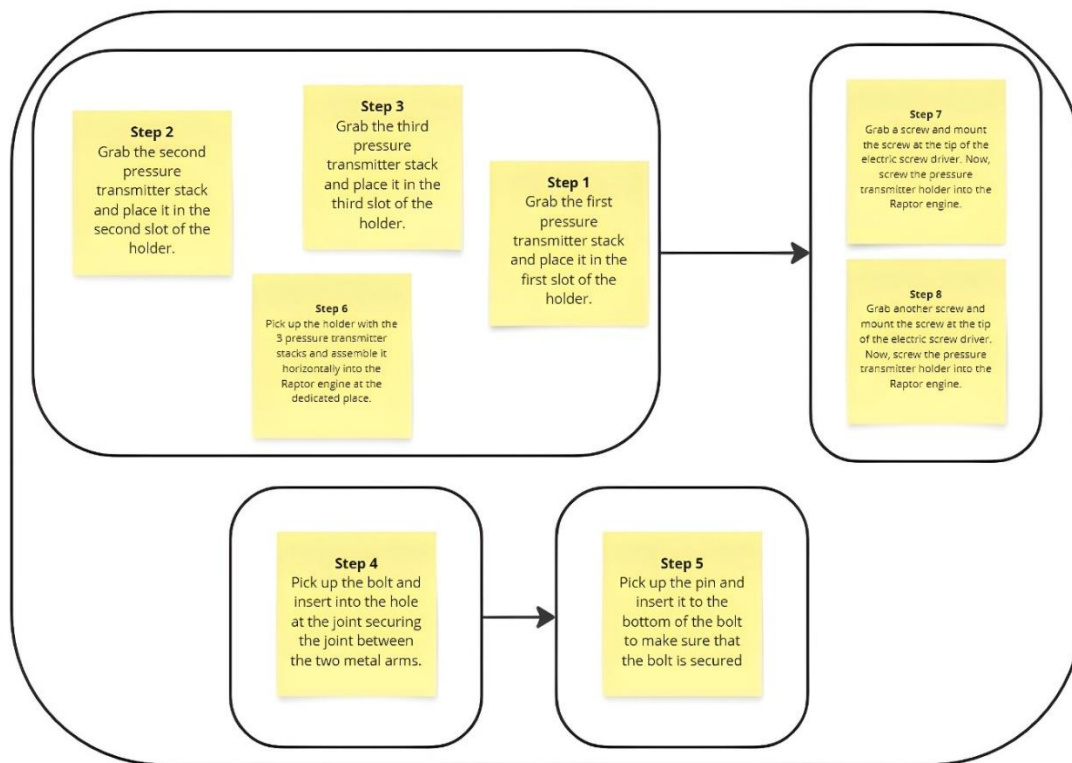 Step 2
Grab the second
pressure
transmitter stack
and place it in the
second slot of the
holder.
Step 3
Grab the third
pressure
transmitter stack
and place it in the
third slot of the
holder.
Step 1
Grab the first
pressure
transmitter stack
and place it in the
first slot of the
holder.
Step 6
Pick up the holder with the
3 pressure transmitter
stacks and assemble it
horizontally into the
Raptor engine at the
dedicated place.
Step 7
Grab a screw and mount
the screw at the tip of the
electric screw driver. Now,
screw the pressure
transmitter holder into the
Raptor engine.
Step 8
Grab another screw and
mount the screw at the tip
of the electric screw driver.
Now, screw the pressure
transmitter holder into the
Raptor engine.
Step 4
Pick up the bolt and
insert into the hole
at the joint securing
the joint between
the two metal arms.
Step 5
Pick up the pin and
insert it to the
bottom of the bolt
to make sure that
the bolt is secured